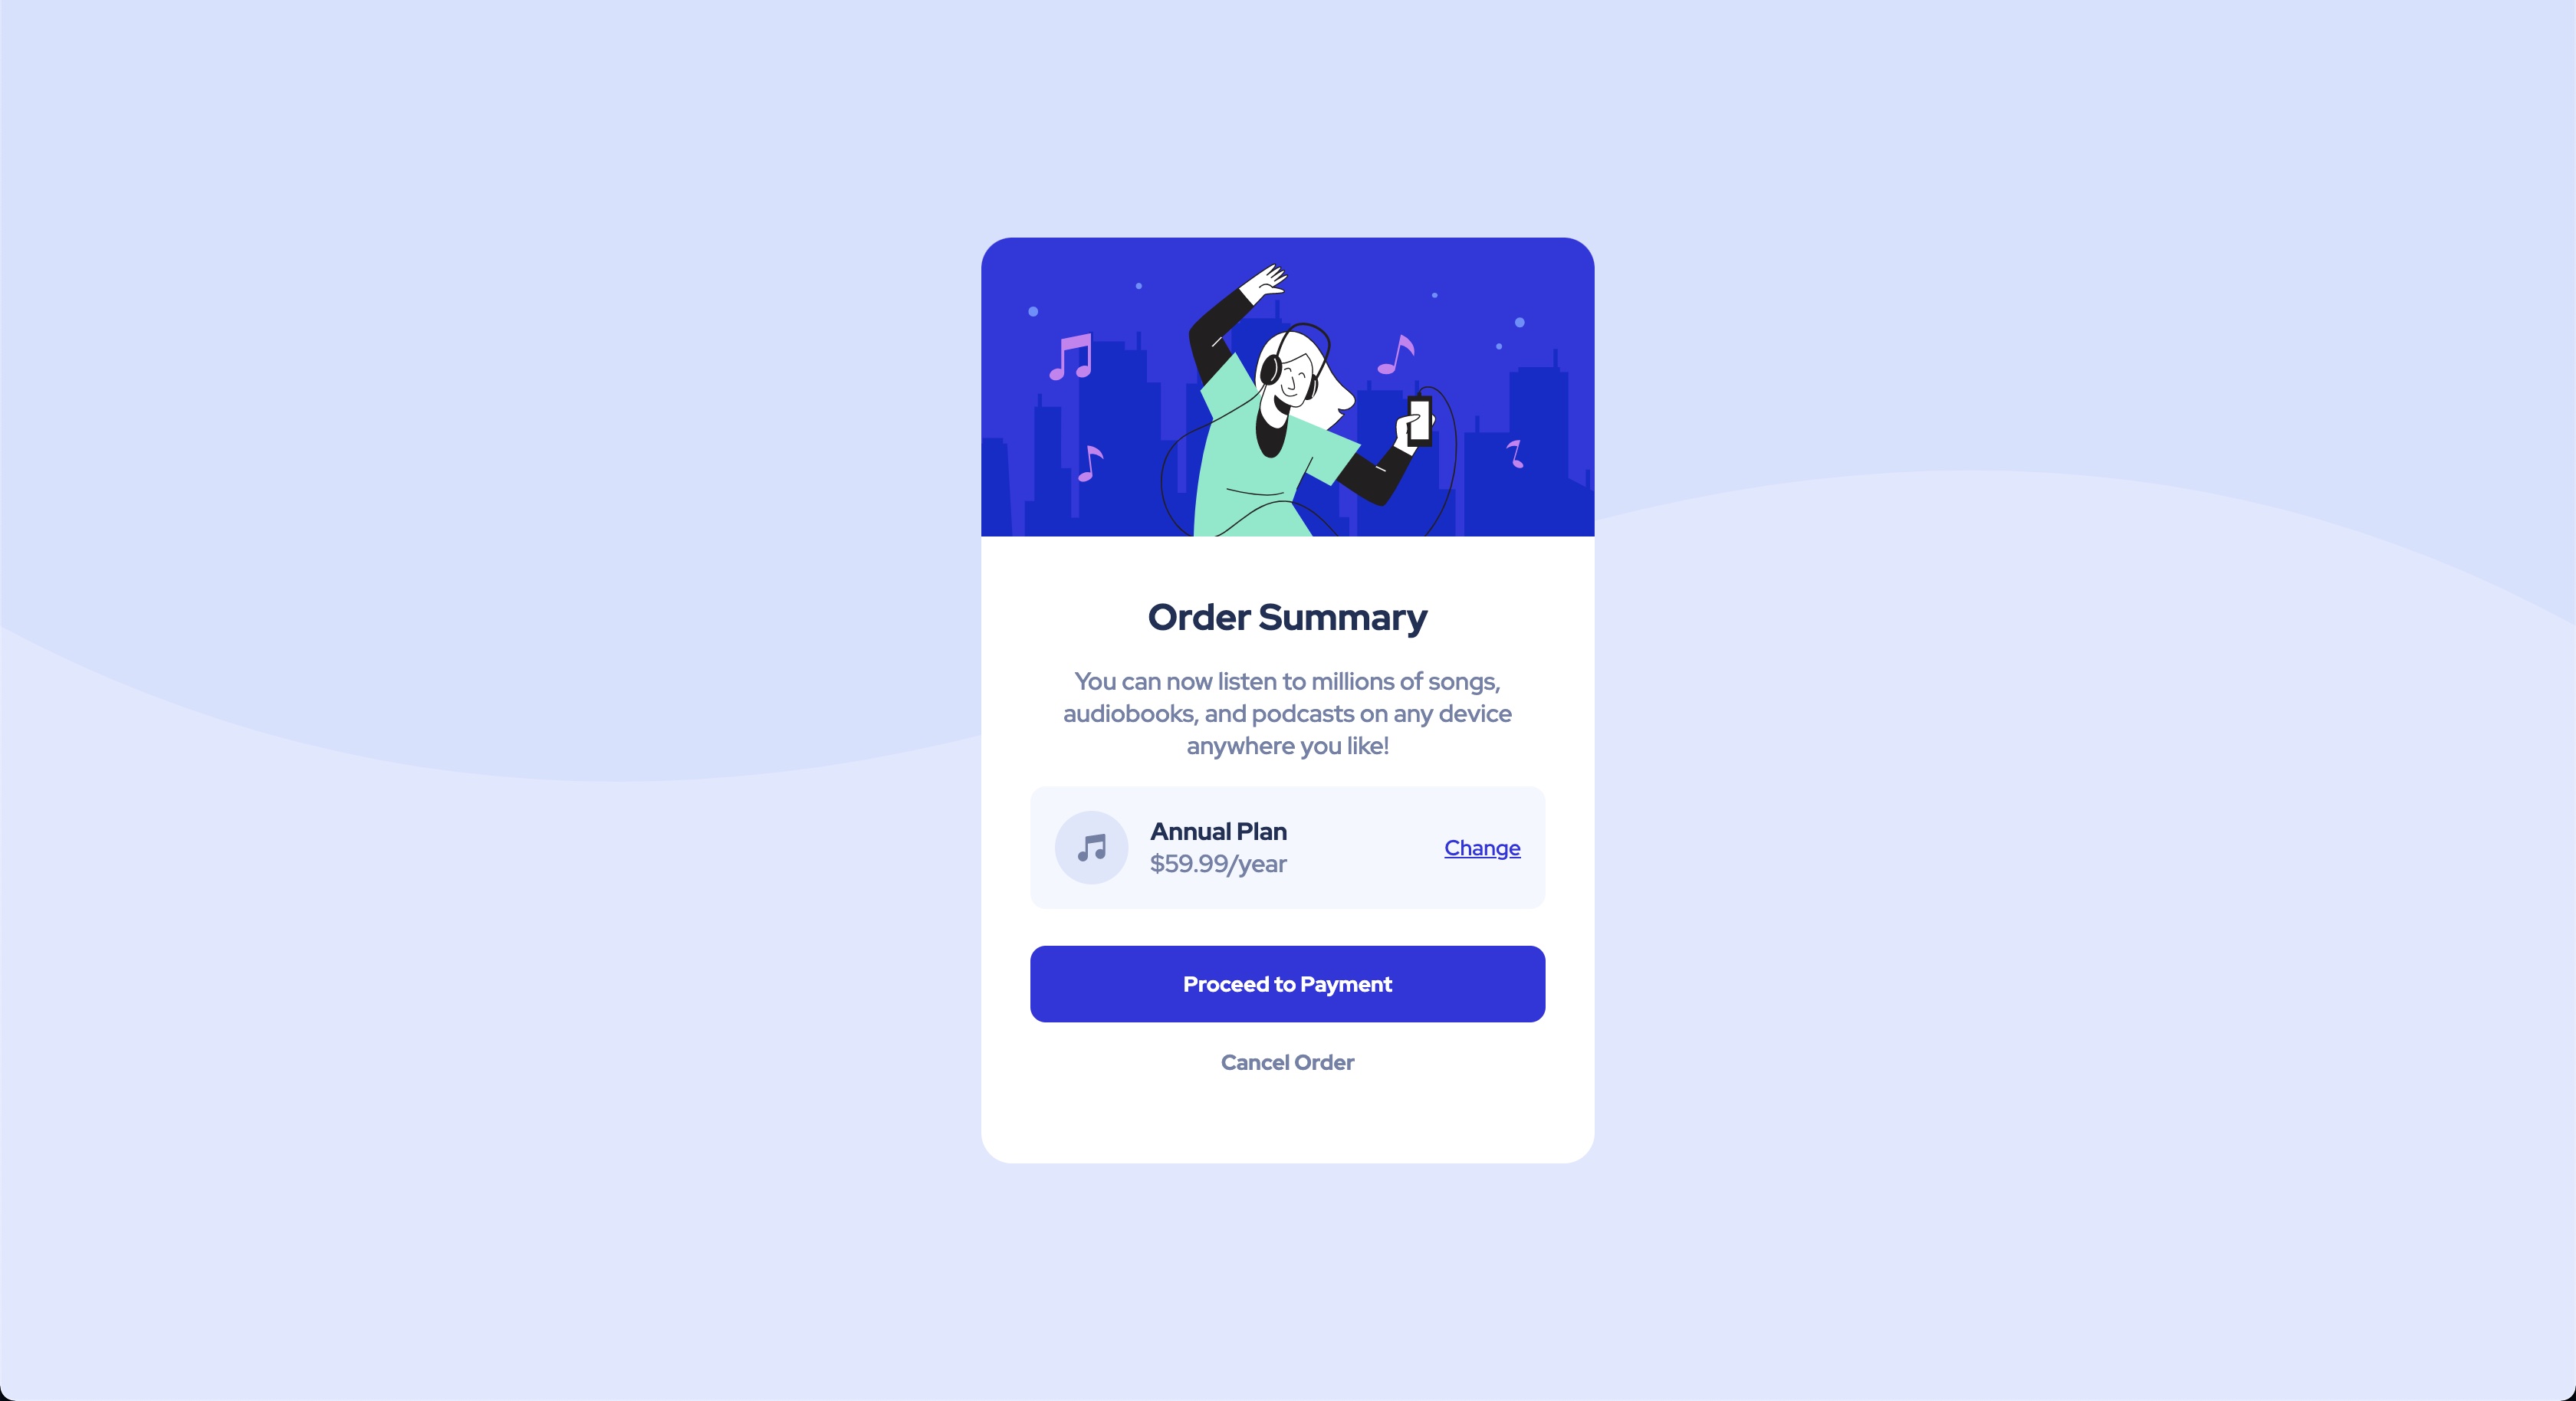 Order Summary
You can now listen to millions of songs,
audiobooks, and podcasts on any device
anywhere you like!
Annual Plan
$59.99/year
Change
Proceed to Payment
Cancel Order